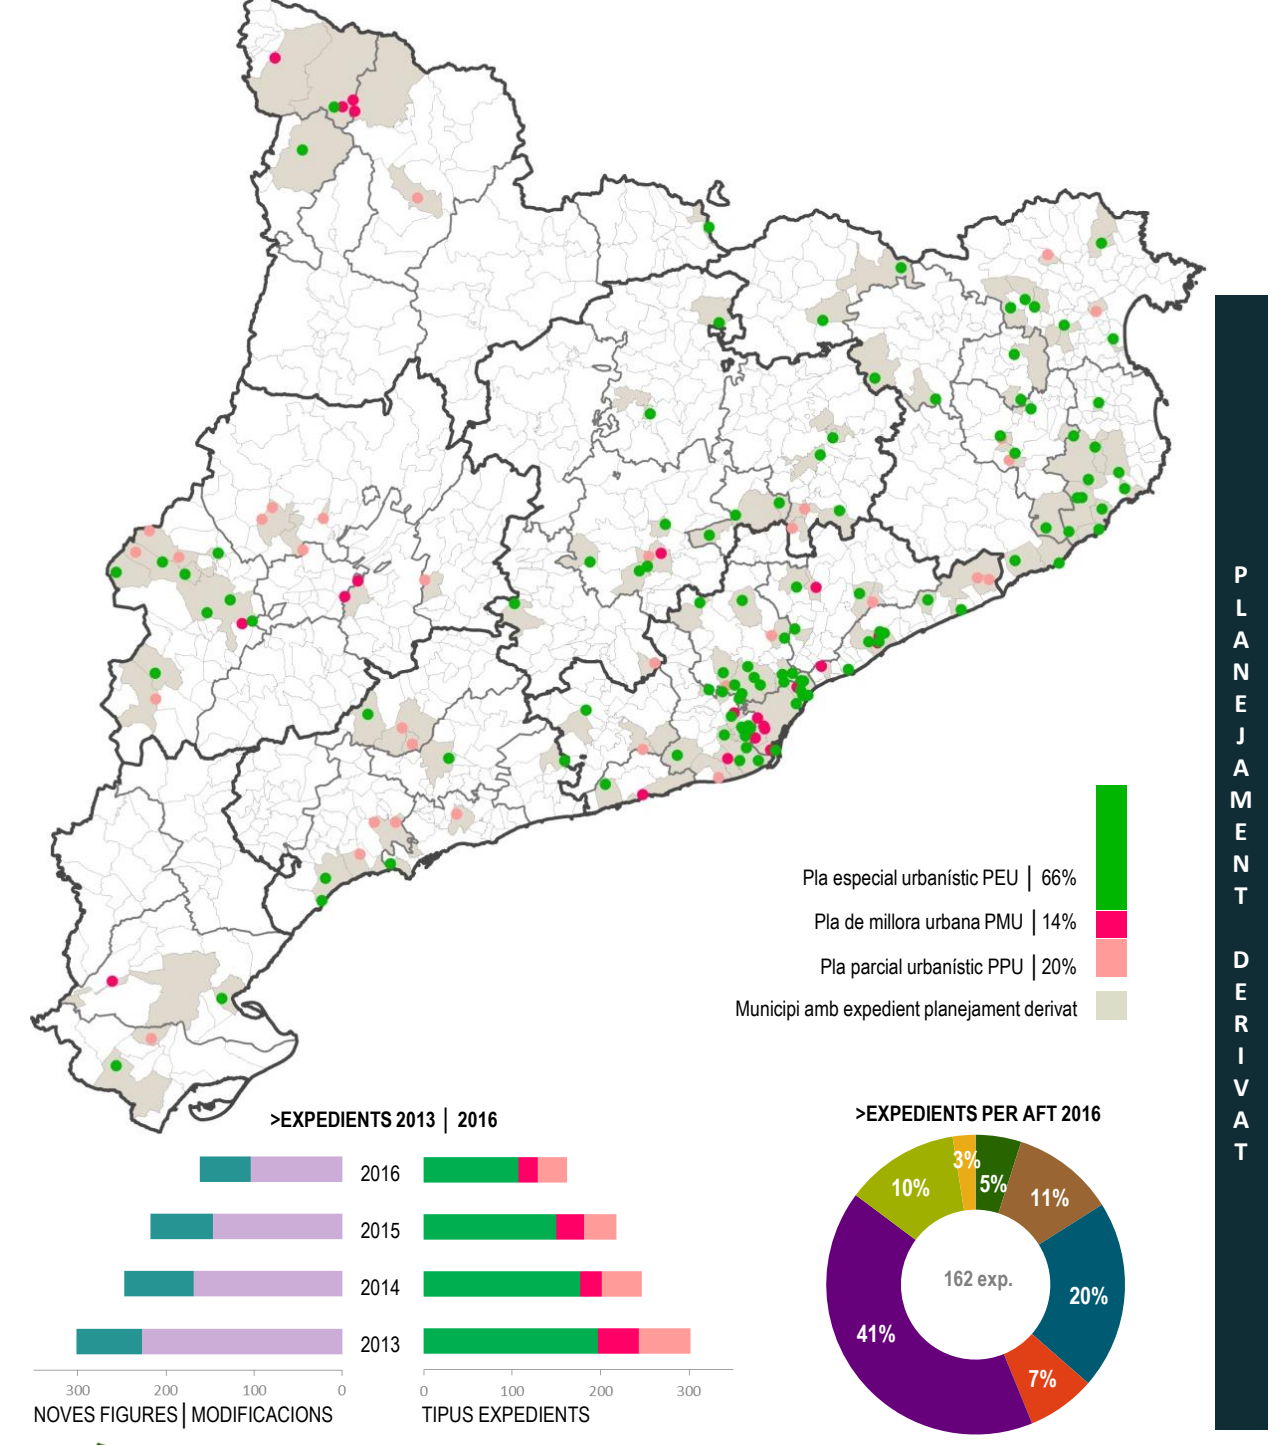 PLANEJAMENT DERIVAT
Pla especial urbanístic PEU | 66%
Pla de millora urbana PMU | 14%
Pla parcial urbanístic PPU | 20%
Municipi amb expedient planejament derivat
>EXPEDIENTS 2013 | 2016
2016
2015
2014
2013
300 200 100 0
NOVES FIGURES | MODIFICACIONS
0 100 200 300
TIPUS EXPEDIENTS
>EXPEDIENTS PER AFT 2016
3%
5%
10%
11%
162 exp.
20%
41%
7%